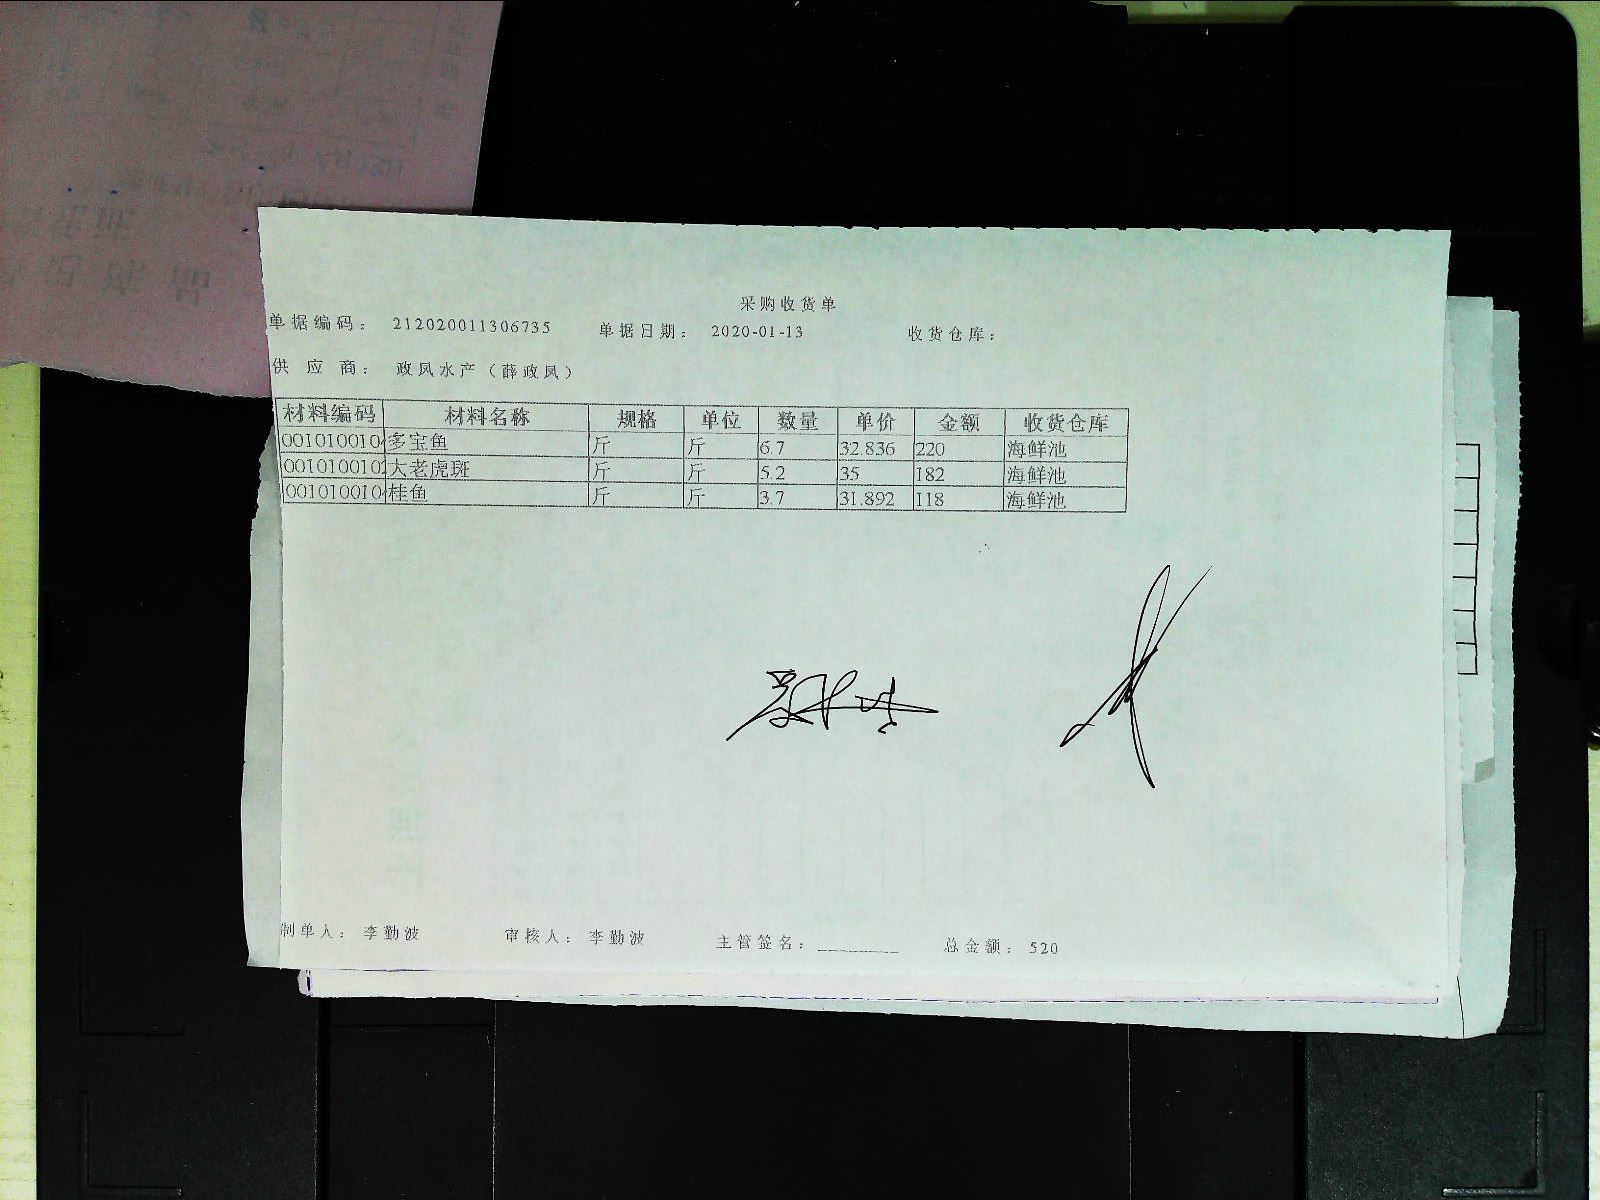 采购收货单
单据编码： 212020011306735 单据日期： 2020-01-13 收货仓库：
供 应 商： 政风水产（薛政凤）
材料编码 材料名称 规格 单位 数量 单价 金额 收货仓库
001010010 多宝鱼 斤 斤 6.7 32.836 220 海鲜池
001010010 大老虎斑 斤 斤 5.2 35 182 海鲜池
001010010 桂鱼 斤 斤 3.7 31.892 118 海鲜池
制单人： 李勤波 审核人： 李勤波 主管签名：________ 总金额： 520